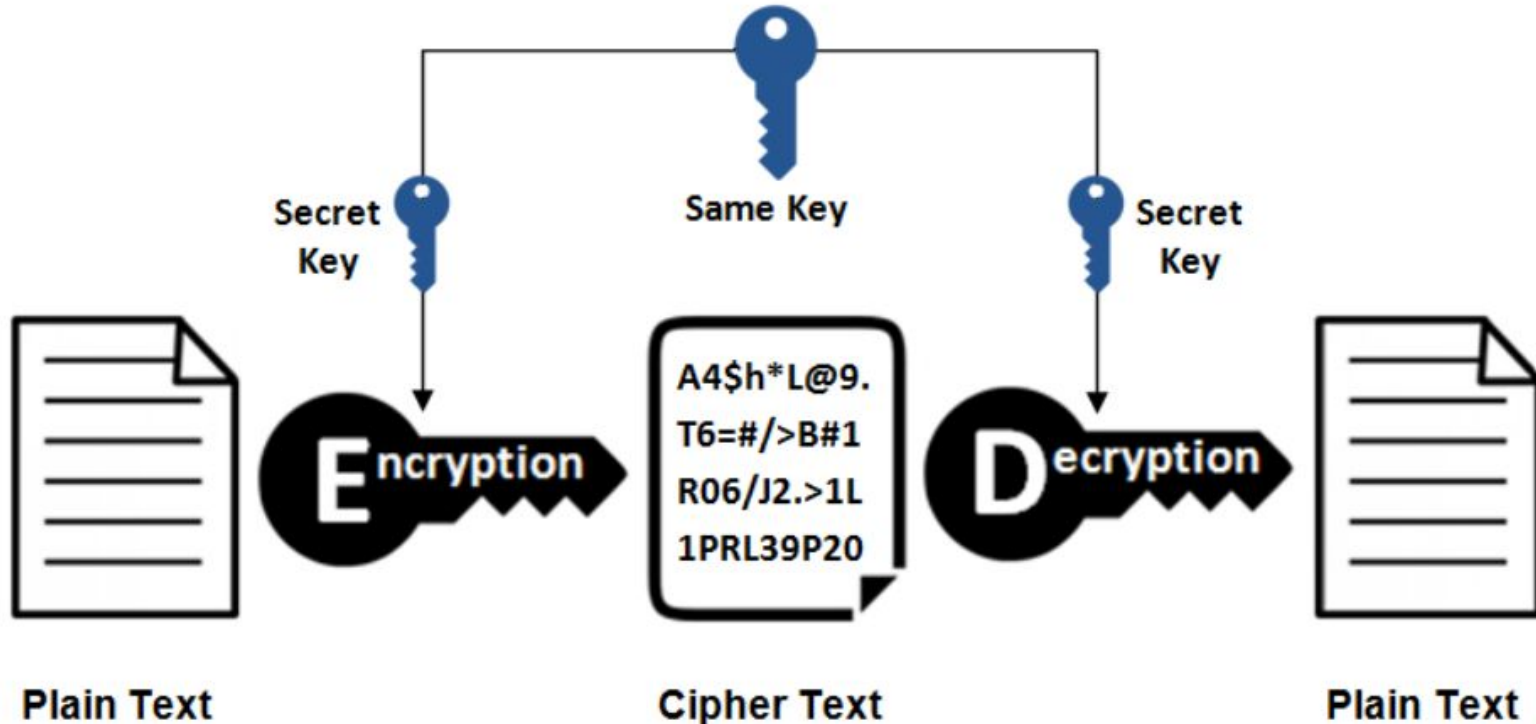 Same Key
Secret
Key
Secret
Key
Encryption
A4$h*L@9.
T6=#/>B#1
R06/J2.>1L
1PRL39P20
Decryption
Plain Text
Cipher Text
Plain Text